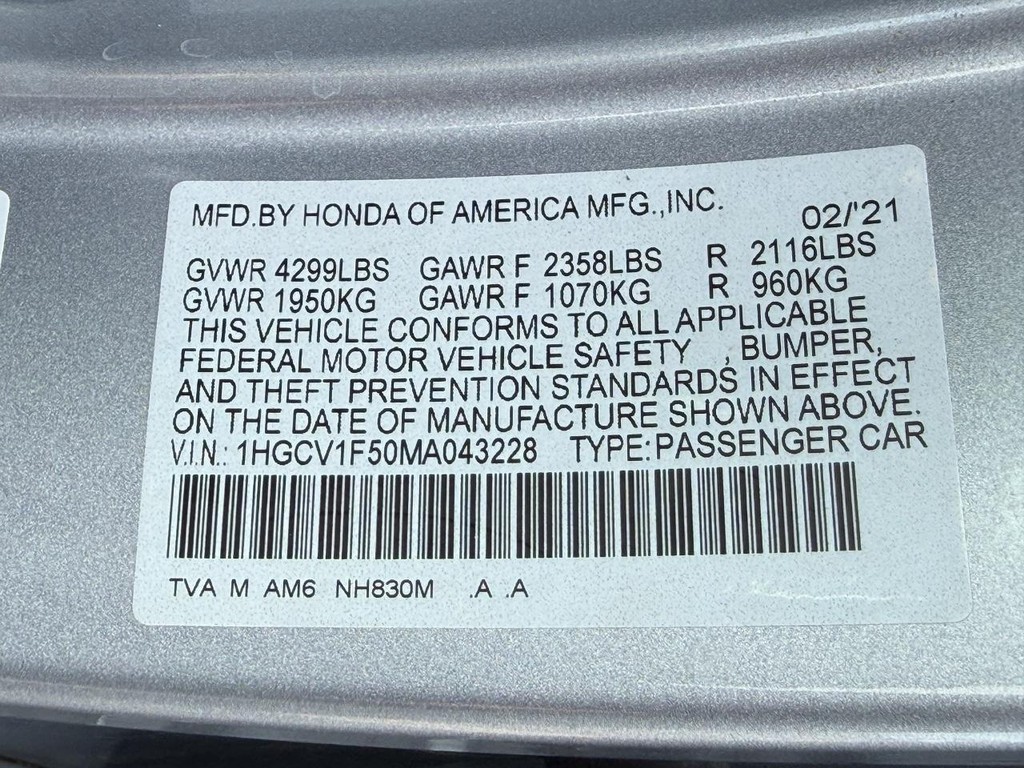 MFD.BY HONDA OF AMERICA MFG.,INC. 02/'21
GVWR 4299LBS GAWR F 2358LBS R 2116LBS
GVWR 1950KG GAWR F 1070KG R 960KG
THIS VEHICLE CONFORMS TO ALL APPLICABLE
FEDERAL MOTOR VEHICLE SAFETY , BUMPER,
AND THEFT PREVENTION STANDARDS IN EFFECT
ON THE DATE OF MANUFACTURE SHOWN ABOVE.
V.I.N.: 1HGCV1F50MA043228 TYPE:PASSENGER CAR
TVA M AM6 NH830M .A .A